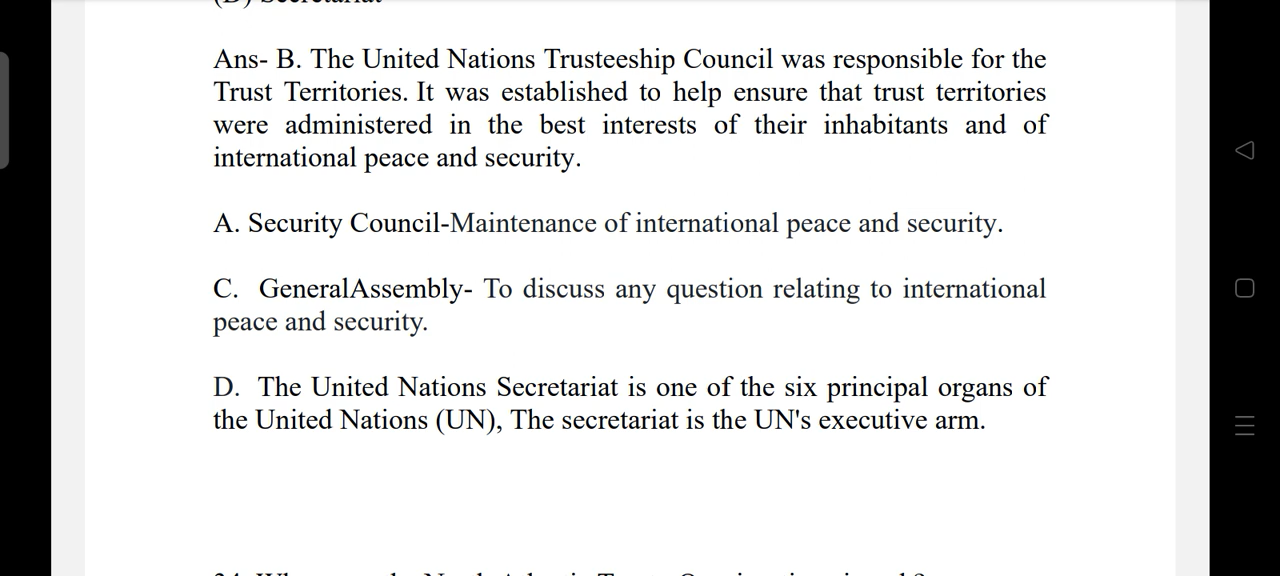 (D) Secretariat
Ans- B. The United Nations Trusteeship Council was responsible for the
Trust Territories. It was established to help ensure that trust territories
were administered in the best interests of their inhabitants and of
international peace and security.
A. Security Council-Maintenance of international peace and security.
C. GeneralAssembly- To discuss any question relating to international
peace and security.
D. The United Nations Secretariat is one of the six principal organs of
the United Nations (UN), The secretariat is the UN's executive arm.